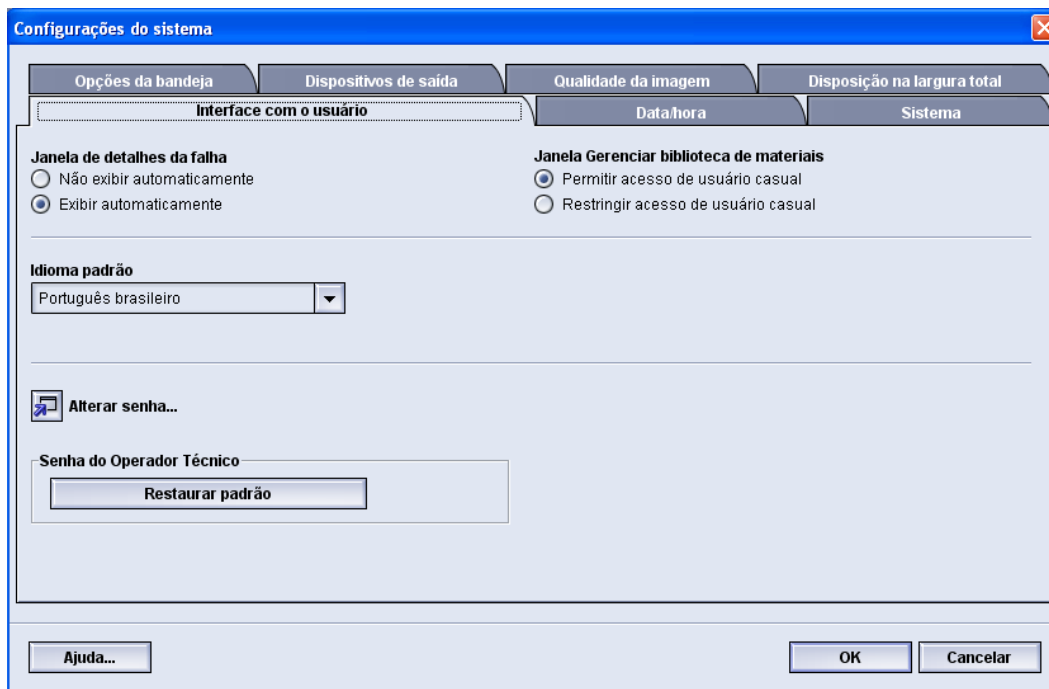 Configurações do sistema
Opções da bandeja
Dispositivos de saída
Qualidade da imagem
Disposição na largura total
Interface com o usuário
Data/hora
Sistema
Janela de detalhes da falha
Não exibir automaticamente
Exibir automaticamente
Janela Gerenciar biblioteca de materiais
Permitir acesso de usuário casual
Restringir acesso de usuário casual
Idioma padrão
Português brasileiro
Alterar senha...
Senha do Operador Técnico
Restaurar padrão
Ajuda...
OK
Cancelar